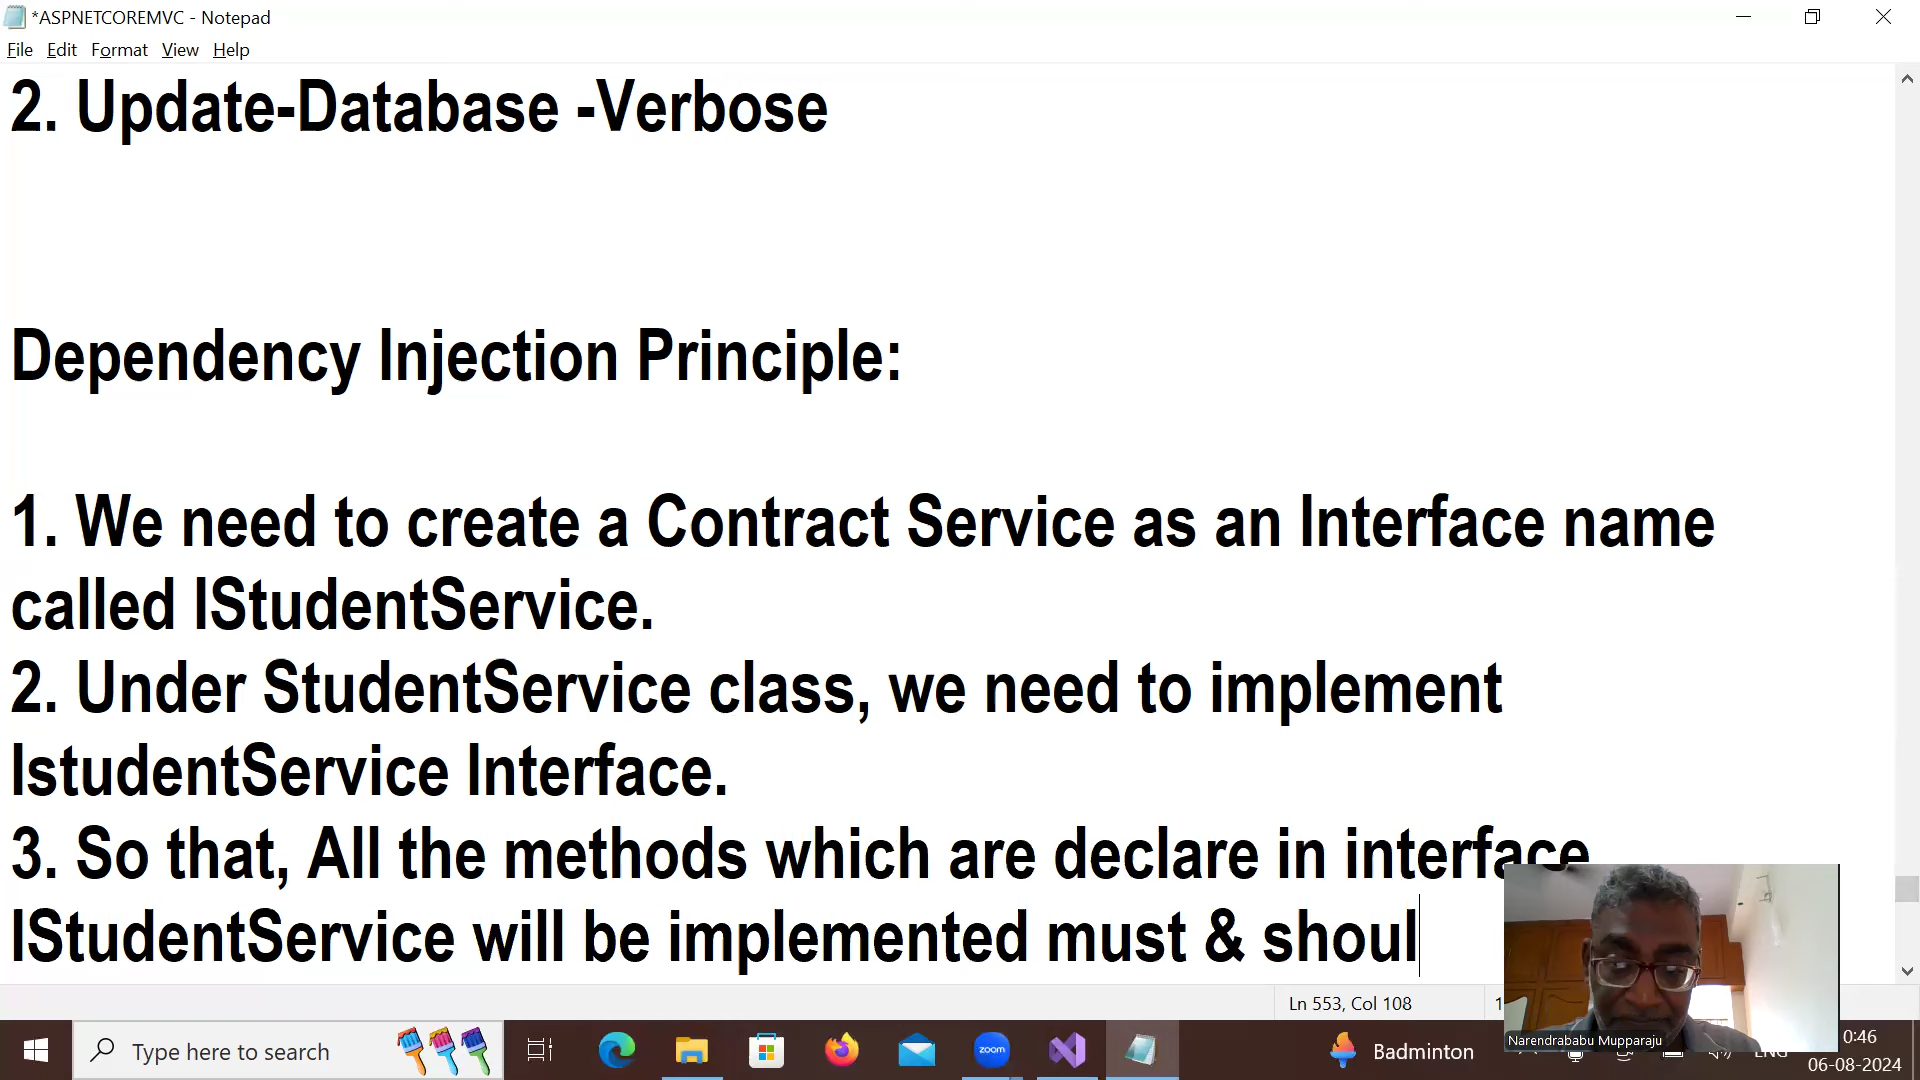 *ASPNETCOREMVC - Notepad
File Edit Format View Help
2. Update-Database -Verbose
Dependency Injection Principle:
1. We need to create a Contract Service as an Interface name
called IStudentService.
2. Under StudentService class, we need to implement
IstudentService Interface.
3. So that, All the methods which are declare in interface
IStudentService will be implemented must & shoul
Ln 553, Col 108
Narendrababu Mupparaju
Type here to search
zoom
Badminton
0:46
06-08-2024